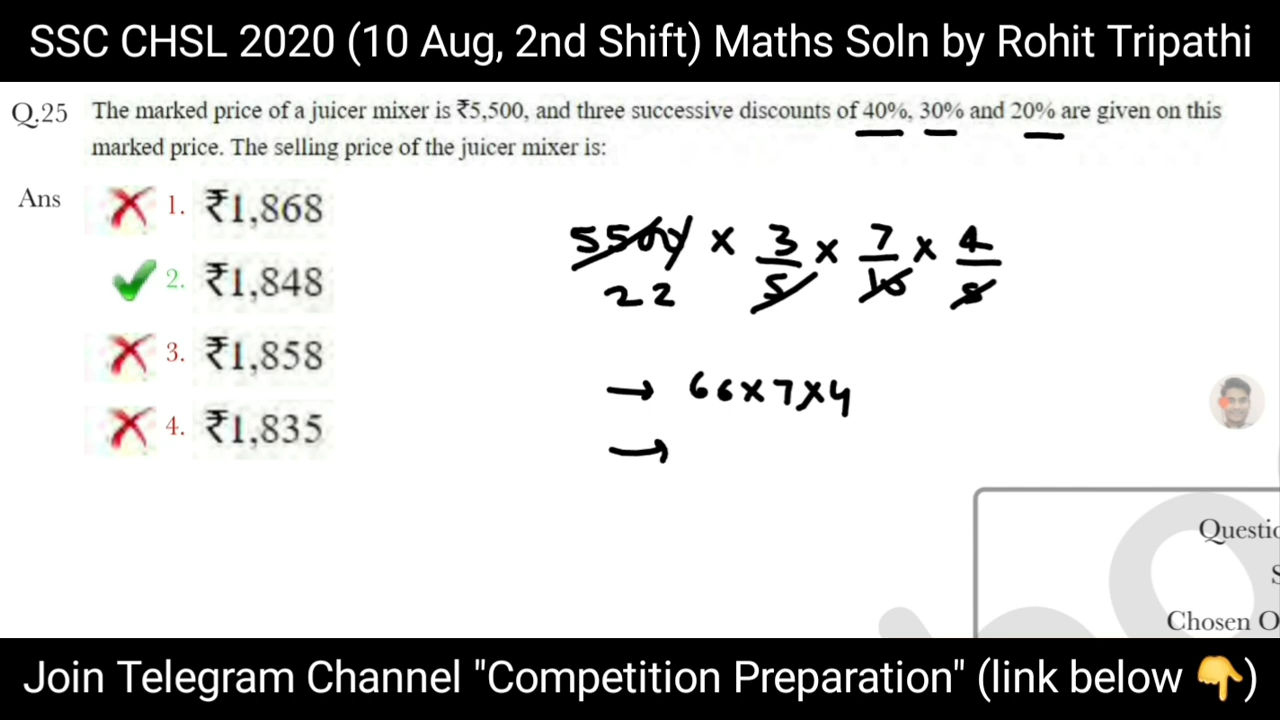 SSC CHSL 2020 (10 Aug, 2nd Shift) Maths Soln by Rohit Tripathi
Q.25 The marked price of a juicer mixer is ₹5,500, and three successive discounts of 40%, 30% and 20% are given on this
marked price. The selling price of the juicer mixer is:
Ans
1. ₹1,868
2. ₹1,848
3. ₹1,858
4. ₹1,835
5500 × 3/5 × 7/10 × 4/5
22
→ 66×7×4
→
Questio
S
Chosen O
Join Telegram Channel "Competition Preparation" (link below 👇)